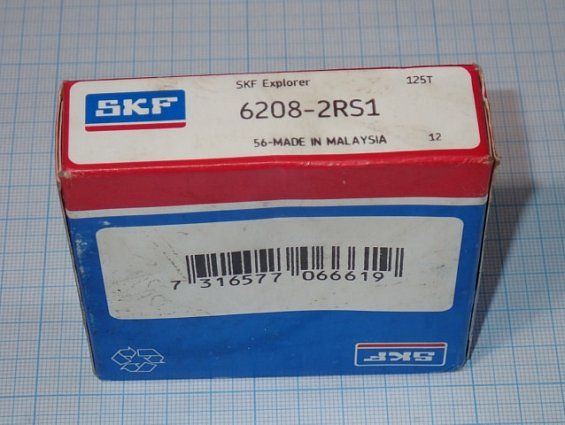 SKF
SKF Explorer
125T
6208-2RS1
56-MADE IN MALAYSIA
12
7 316577 066619
SKF